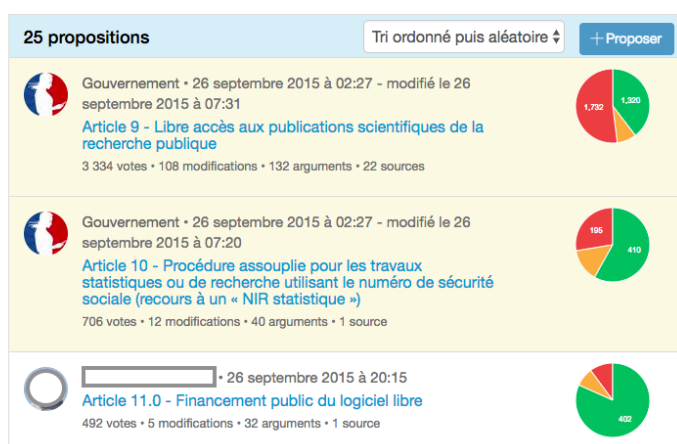 25 propositions
Tri ordonné puis aléatoire
+Proposer
Gouvernement • 26 septembre 2015 à 02:27 - modifié le 26
septembre 2015 à 07:31
Article 9 - Libre accès aux publications scientifiques de la
recherche publique
3 334 votes • 108 modifications • 132 arguments • 22 sources
1,732
1,320
Gouvernement • 26 septembre 2015 à 02:27 - modifié le 26
septembre 2015 à 07:20
Article 10 - Procédure assouplie pour les travaux
statistiques ou de recherche utilisant le numéro de sécurité
sociale (recours à un « NIR statistique »)
706 votes • 12 modifications • 40 arguments • 1
source
195
410
• 26 septembre 2015 à 20:15
Article 11.0 - Financement public du logiciel libre
492 votes • 5 modifications • 32 arguments • 1 source
402